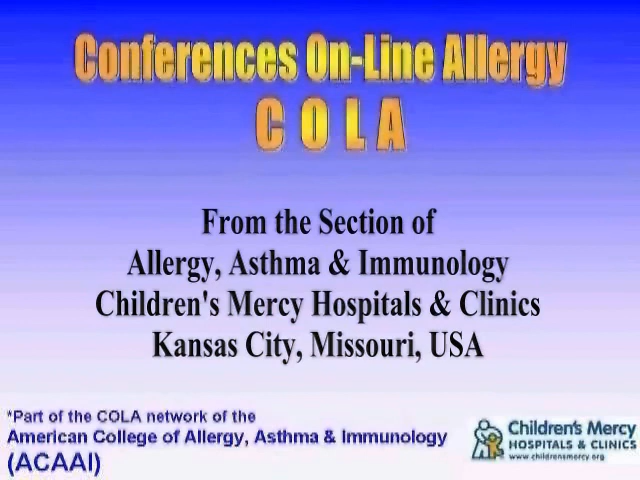 Conferences On-Line Allergy
C O L A
From the Section of
Allergy, Asthma & Immunology
Children's Mercy Hospitals & Clinics
Kansas City, Missouri, USA
*Part of the COLA network of the
American College of Allergy, Asthma & Immunology
(ACAAI)
Children's Mercy
HOSPITALS & CLINICS
www.childrensmercy.org